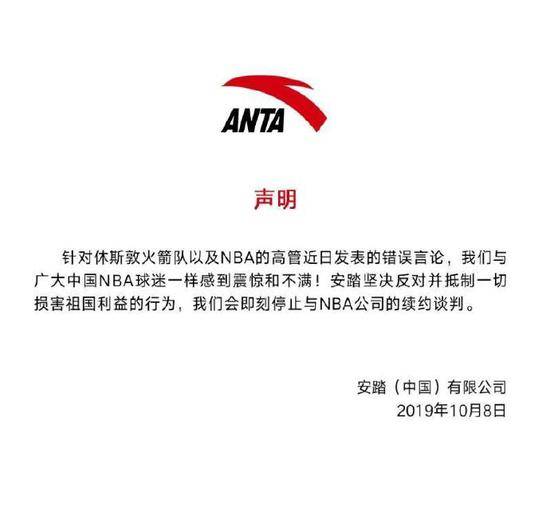 ANTA
声明
针对休斯敦火箭队以及NBA的高管近日发表的错误言论，我们与
广大中国NBA球迷一样感到震惊和不满！安踏坚决反对并抵制一切
损害祖国利益的行为，我们会即刻停止与NBA公司的续约谈判。
安踏（中国）有限公司
2019年10月8日